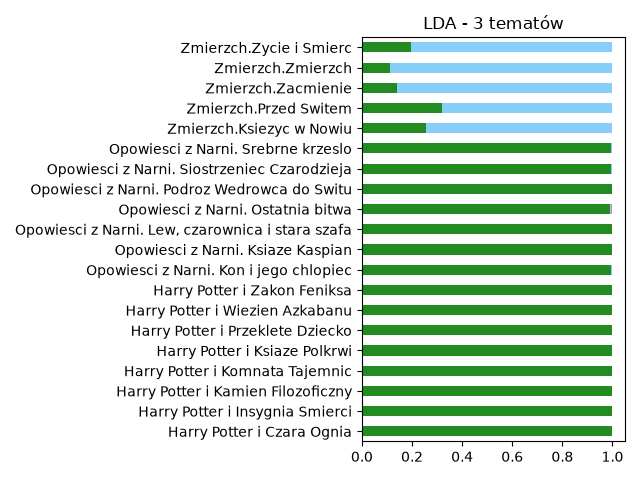 LDA - 3 tematów
Zmierzch.Zycie i Smierc
Zmierzch.Zmierzch
Zmierzch.Zacmienie
Zmierzch.Przed Switem
Zmierzch.Ksiezyc w Nowiu
Opowiesci z Narni. Srebrne krzeslo
Opowiesci z Narni. Siostrzeniec Czarodzieja
Opowiesci z Narni. Podroz Wedrowca do Switu
Opowiesci z Narni. Ostatnia bitwa
Opowiesci z Narni. Lew, czarownica i stara szafa
Opowiesci z Narni. Ksiaze Kaspian
Opowiesci z Narni. Kon i jego chlopiec
Harry Potter i Zakon Feniksa
Harry Potter i Wiezien Azkabanu
Harry Potter i Przeklete Dziecko
Harry Potter i Ksiaze Polkrwi
Harry Potter i Komnata Tajemnic
Harry Potter i Kamien Filozoficzny
Harry Potter i Insygnia Smierci
Harry Potter i Czara Ognia
0.0 0.2 0.4 0.6 0.8 1.0